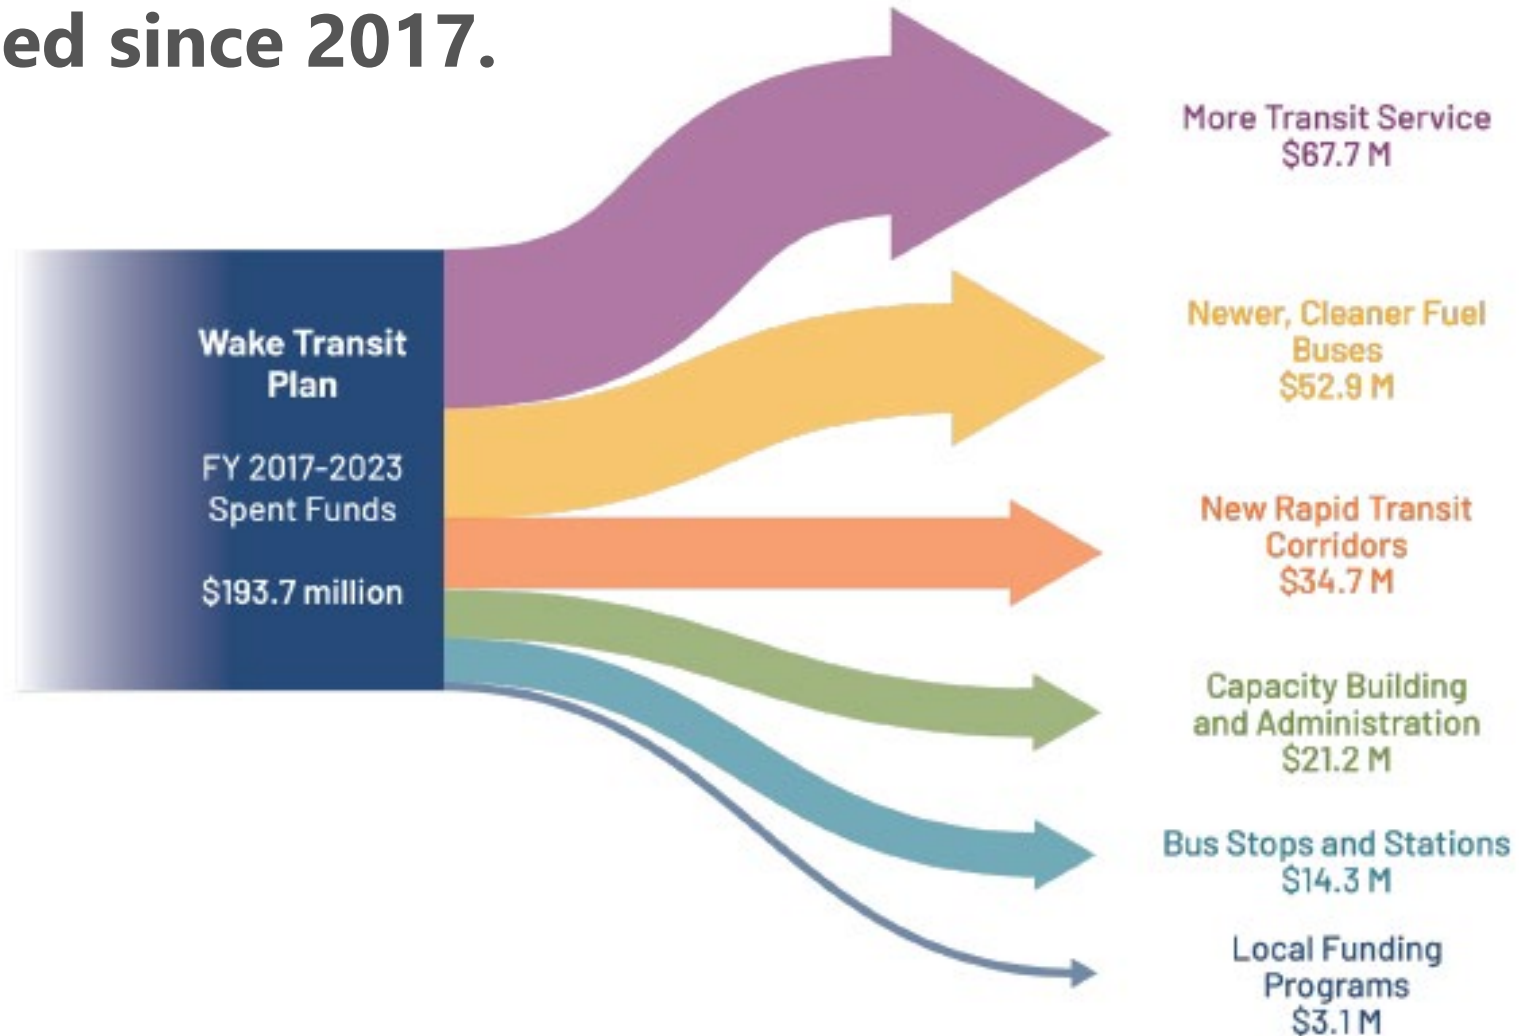 ed since 2017.
More Transit Service
$67.7 M
Newer, Cleaner Fuel
Buses
$52.9 M
Wake Transit
Plan
FY 2017-2023
Spent Funds
$193.7 million
New Rapid Transit
Corridors
$34.7 M
Capacity Building
and Administration
$21.2 M
Bus Stops and Stations
$14.3 M
Local Funding
Programs
$3.1 M